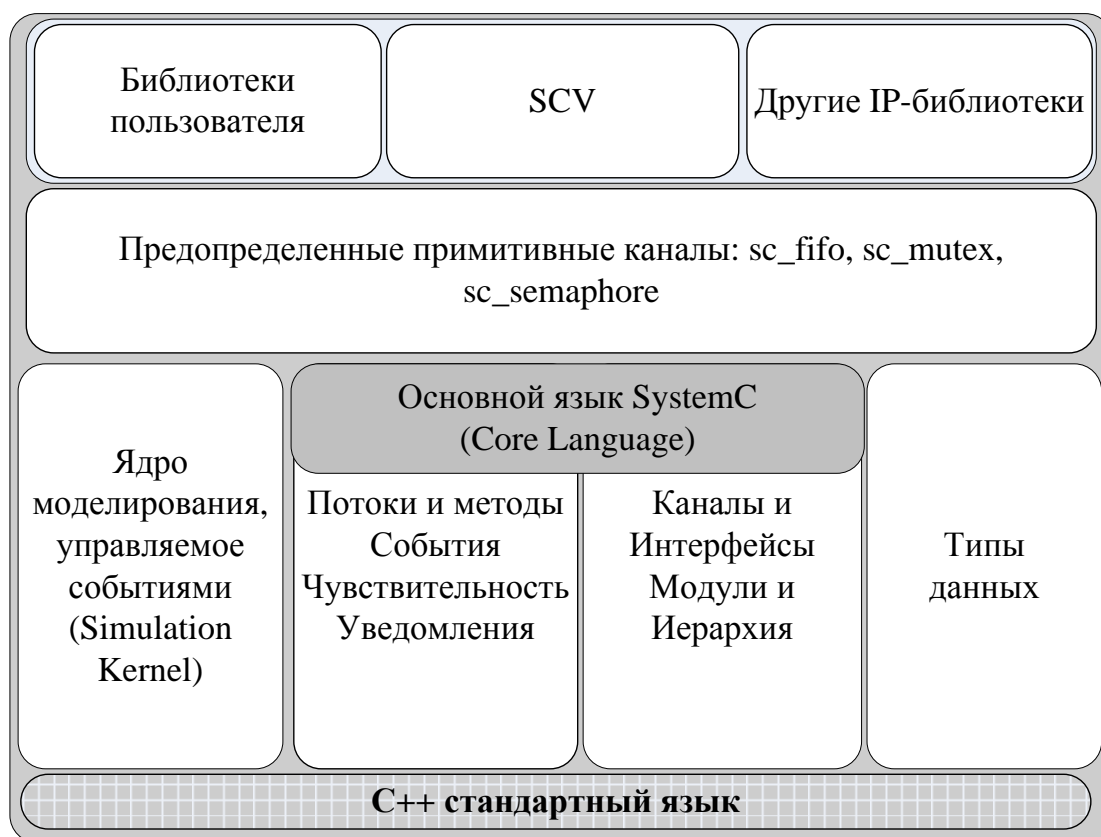 Библиотеки
пользователя
SCV
Другие IP-библиотеки
Предопределенные примитивные каналы: sc_fifo, sc_mutex,
sc_semaphore
Основной язык SystemC
(Core Language)
Ядро
моделирования,
управляемое
событиями
(Simulation
Kernel)
Потоки и методы
События
Чувствительность
Уведомления
Каналы и
Интерфейсы
Модули и
Иерархия
Типы
данных
C++ стандартный язык